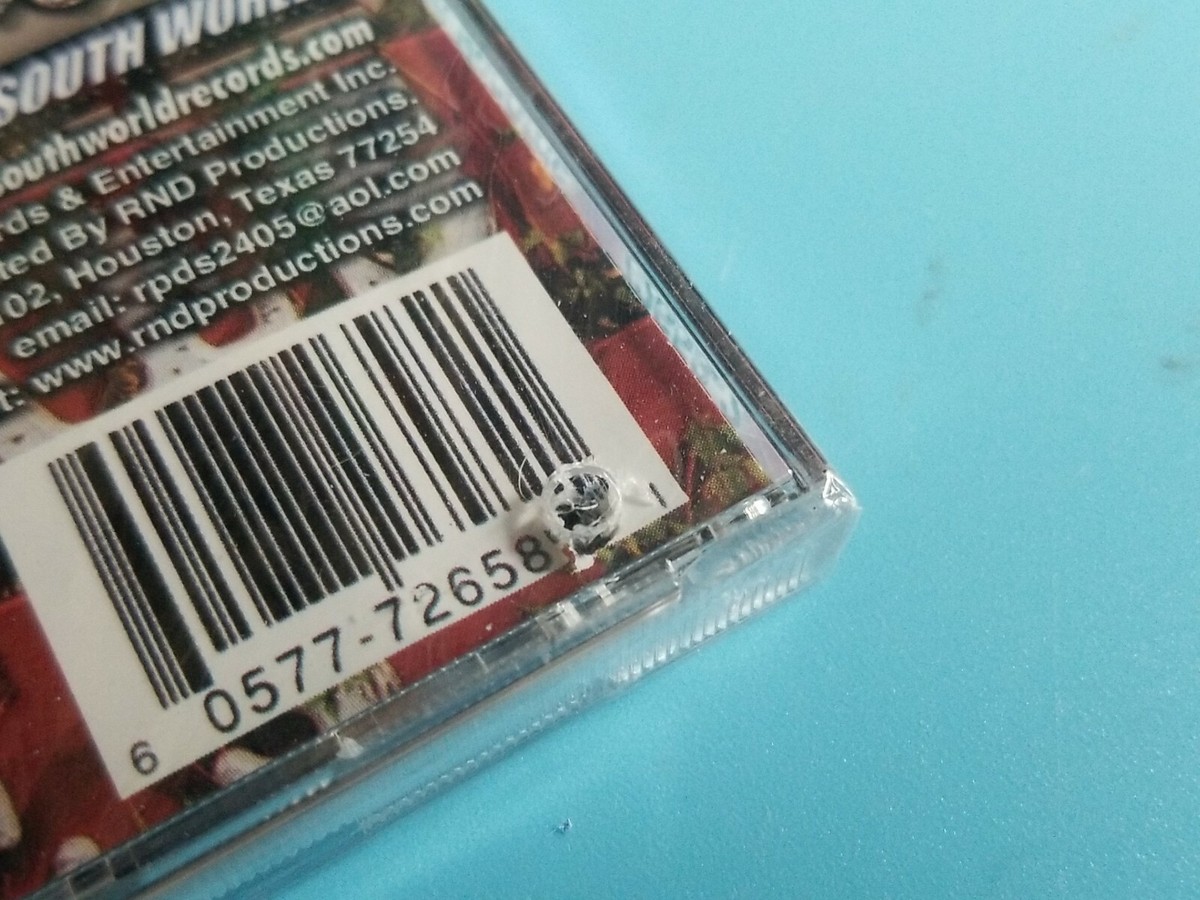 SOUTH WORL
southworldrecords.com
rds & Entertainment Inc.
ted By RND Productions.
02, Houston, Texas 77254
email: rpds2405@aol.com
t: www.rndproductions.com
6 0577-72658